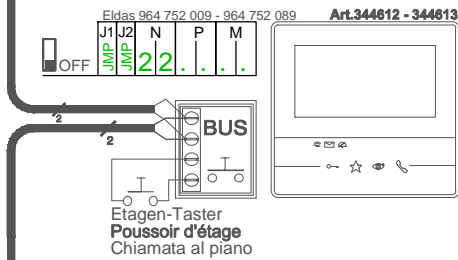 Eldas 964 752 009 - 964 752 089
Art.344612 - 344613
J1 J2 N P M
OFF JMP JMP 2 2 . . . .
2
2
BUS
Etagen-Taster
Poussoir d'étage
Chiamata al piano